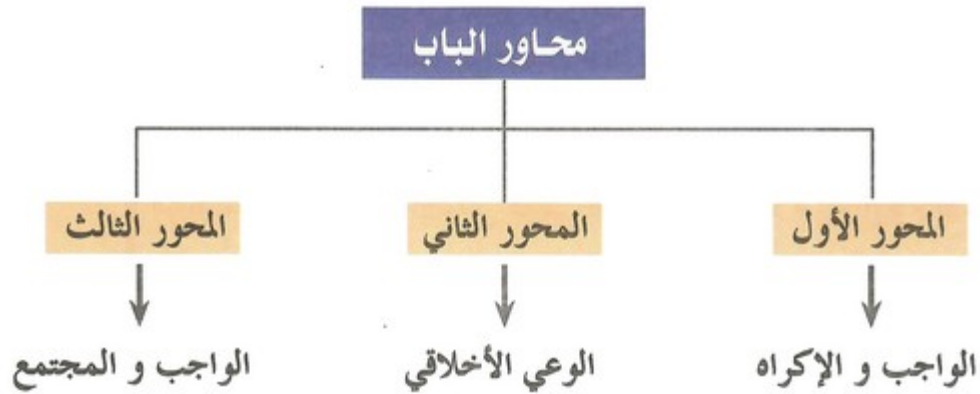 محاور الباب
المحور الأول
المحور الثاني
المحور الثالث
الواجب و الإكراه
الوعي الأخلاقي
الواجب و المجتمع